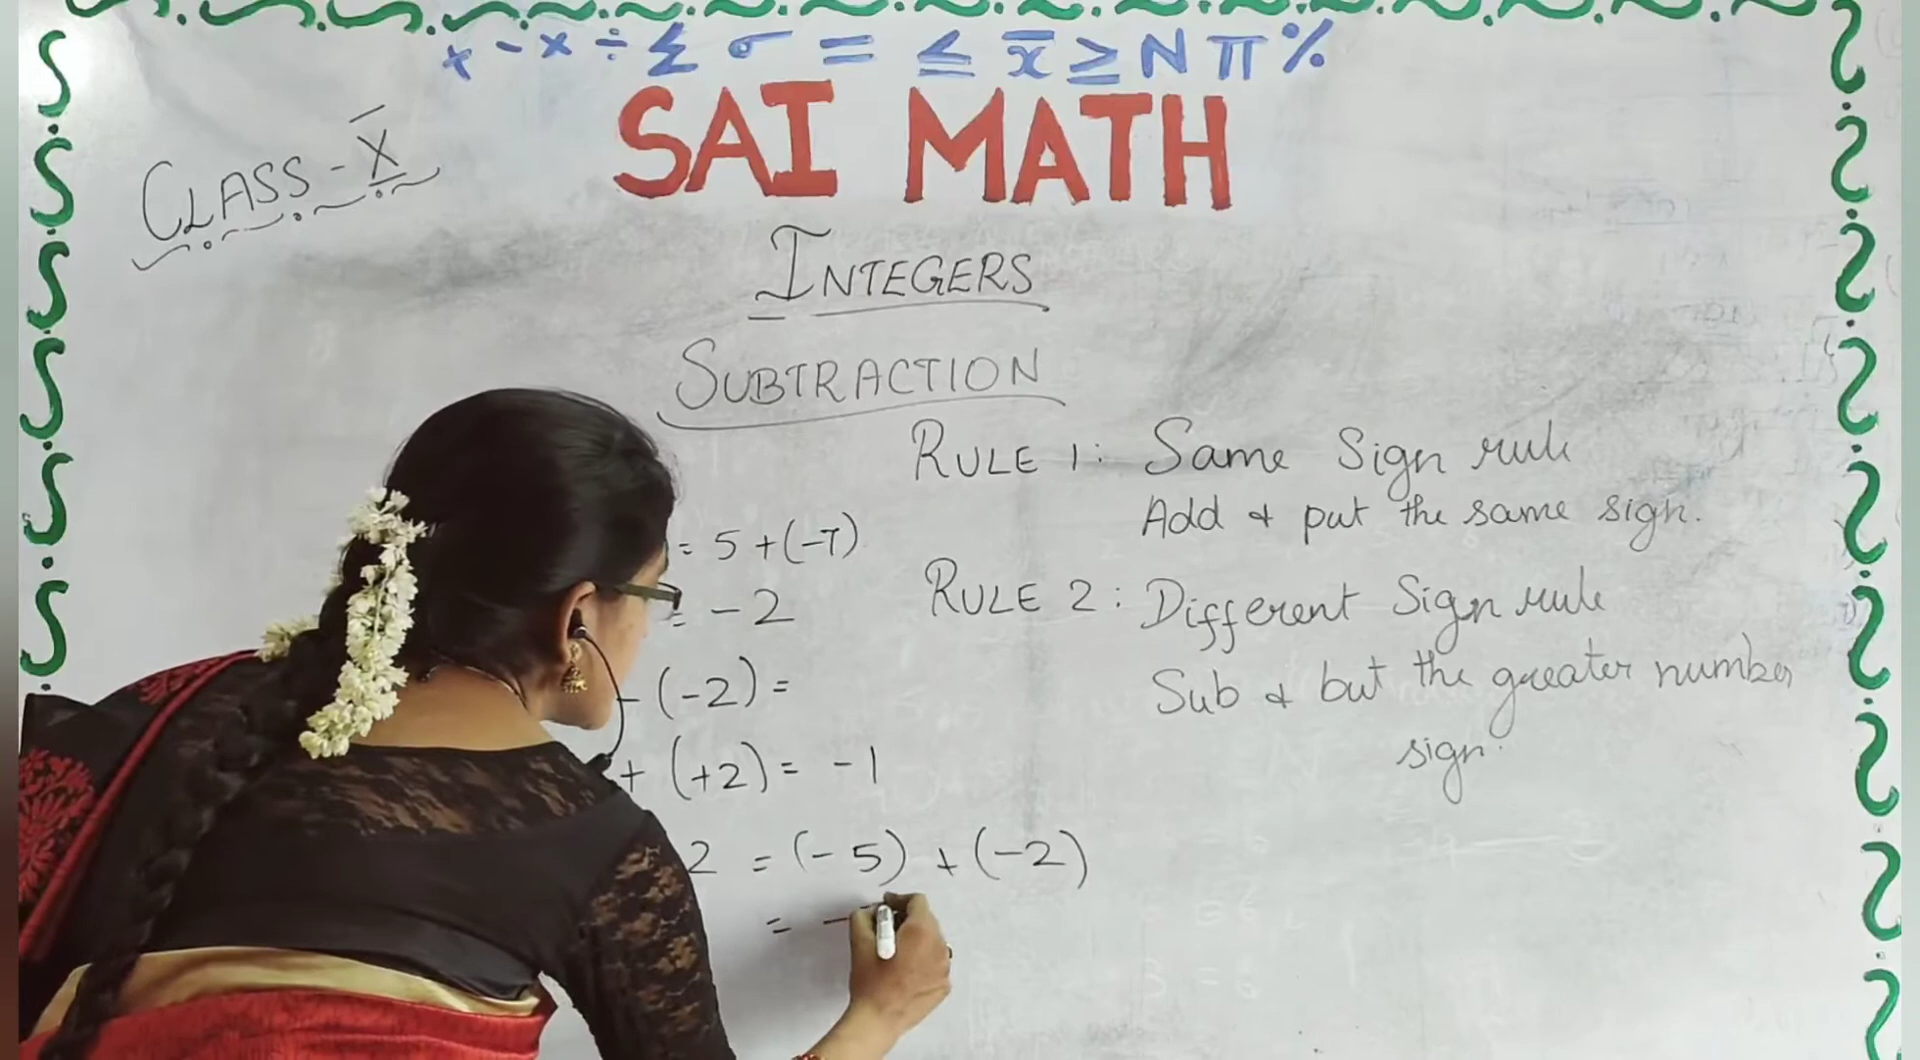 + - × ÷ Σ σ = ≤ x̄ ≥ N π %
SAI MATH
CLASS - X
INTEGERS
SUBTRACTION
RULE 1: Same Sign rule
Add & put the same sign.
RULE 2: Different Sign rule
Sub & but the greater number
sign.
= 5 + (-7)
= -2
- (-2) =
+ (+2) = -1
2 = (-5) + (-2)
= -